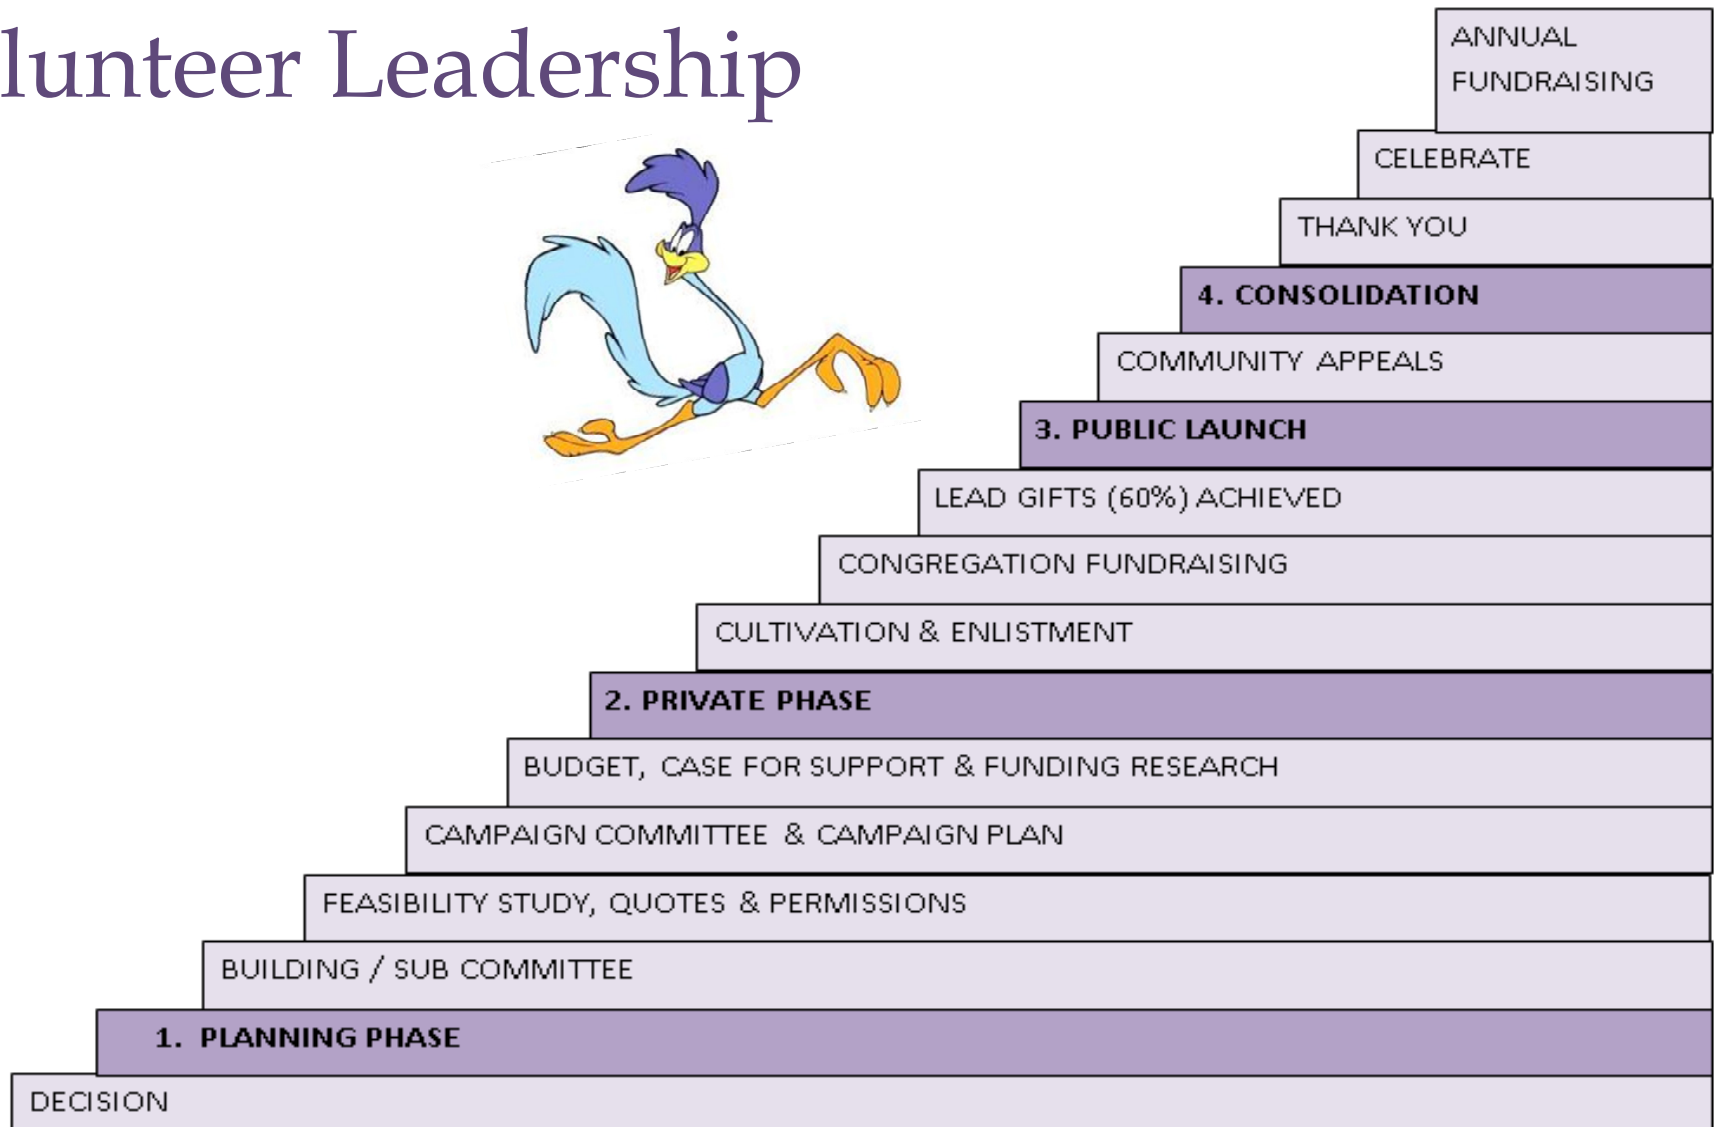 lunteer Leadership
ANNUAL
FUNDRAISING
CELEBRATE
THANK YOU
4. CONSOLIDATION
COMMUNITY APPEALS
3. PUBLIC LAUNCH
LEAD GIFTS (60%) ACHIEVED
CONGREGATION FUNDRAISING
CULTIVATION & ENLISTMENT
2. PRIVATE PHASE
BUDGET, CASE FOR SUPPORT & FUNDING RESEARCH
CAMPAIGN COMMITTEE & CAMPAIGN PLAN
FEASIBILITY STUDY, QUOTES & PERMISSIONS
BUILDING / SUB COMMITTEE
1. PLANNING PHASE
DECISION